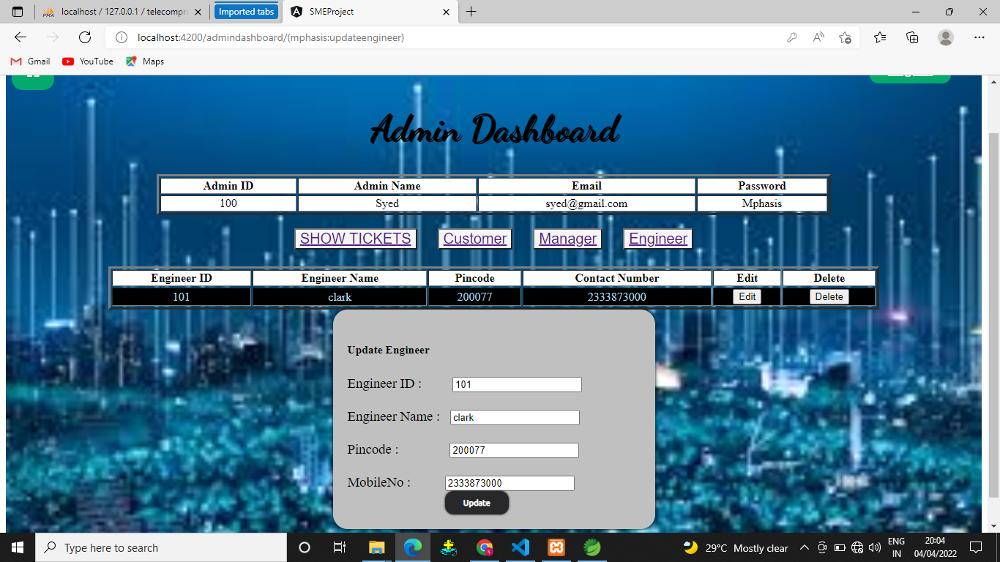 localhost / 127.0.0.1 / telecompr
Imported tabs
SMEProject
localhost:4200/admindashboard/(mphasis:updateengineer)
Gmail YouTube Maps
Admin Dashboard
Admin ID Admin Name Email Password
100 Syed syed@gmail.com Mphasis
SHOW TICKETS Customer Manager Engineer
Engineer ID Engineer Name Pincode Contact Number Edit Delete
101 clark 200077 2333873000 Edit Delete
Update Engineer
Engineer ID : 101
Engineer Name : clark
Pincode : 200077
MobileNo : 2333873000
Update
Type here to search
29°C Mostly clear
ENG
IN
20:04
04/04/2022